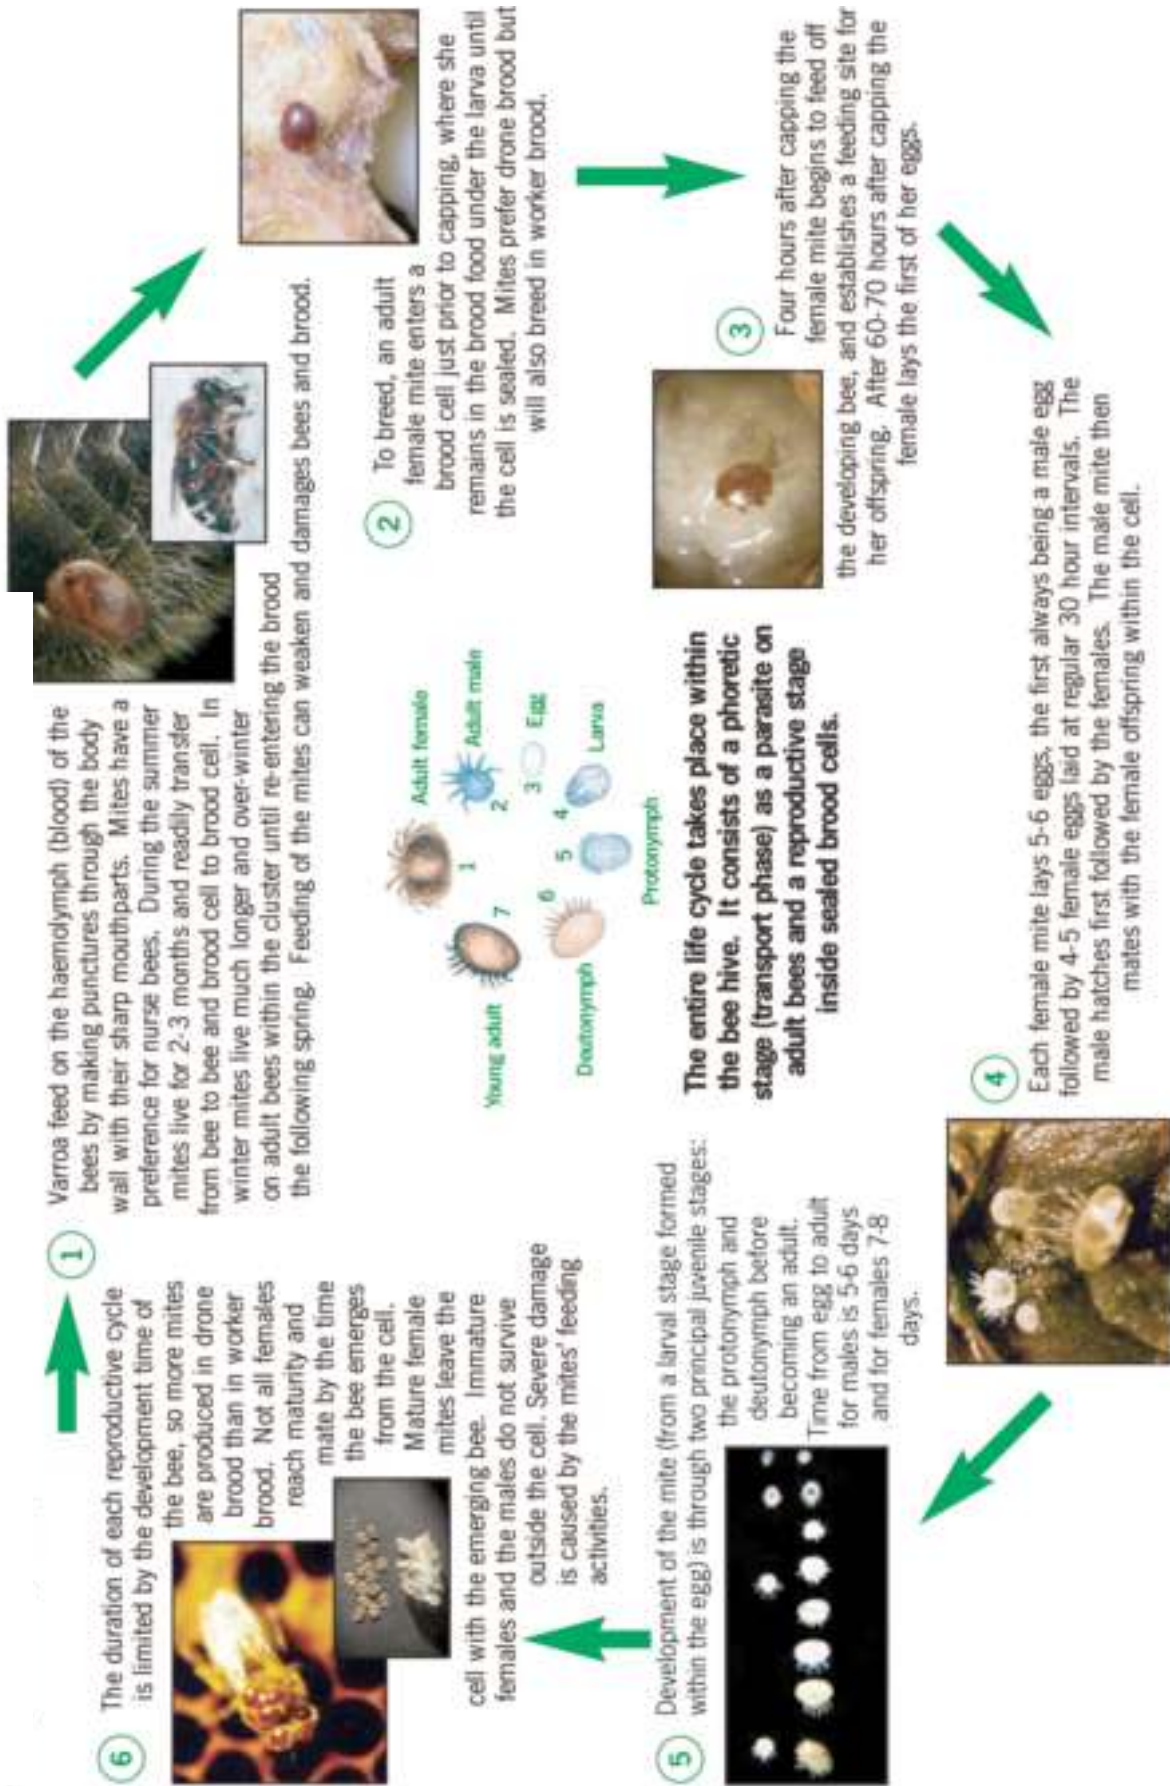 1
Varroa feed on the haemolymph (blood) of the
bees by making punctures through the body
wall with their sharp mouthparts. Mites have a
preference for nurse bees. During the summer
mites live for 2-3 months and readily transfer
from bee to bee and brood cell to brood cell. In
winter mites live much longer and over-winter
on adult bees within the cluster until re-entering the brood
the following spring. Feeding of the mites can weaken and damages bees and brood.
2
To breed, an adult
female mite enters a
brood cell just prior to capping, where she
remains in the brood food under the larva until
the cell is sealed. Mites prefer drone brood but
will also breed in worker brood.
3
Four hours after capping the
female mite begins to feed off
the developing bee, and establishes a feeding site for
her offspring. After 60-70 hours after capping the
female lays the first of her eggs.
4
Each female mite lays 5-6 eggs, the first always being a male egg
followed by 4-5 female eggs laid at regular 30 hour intervals. The
male hatches first followed by the females. The male mite then
mates with the female offspring within the cell.
5
Development of the mite (from a larval stage formed
within the egg) is through two principal juvenile stages:
the protonymph and
deutonymph before
becoming an adult.
Time from egg to adult
for males is 5-6 days
and for females 7-8
days.
6
The duration of each reproductive cycle
is limited by the development time of
the bee, so more mites
are produced in drone
brood than in worker
brood. Not all females
reach maturity and
mate by the time
the bee emerges
from the cell.
Mature female
mites leave the
cell with the emerging bee. Immature
females and the males do not survive
outside the cell. Severe damage
is caused by the mites' feeding
activities.
Adult female
1
Adult male
2
Egg
3
Larva
4
Protonymph
5
Deutonymph
6
Young adult
7
The entire life cycle takes place within
the bee hive. It consists of a phoretic
stage (transport phase) as a parasite on
adult bees and a reproductive stage
inside sealed brood cells.